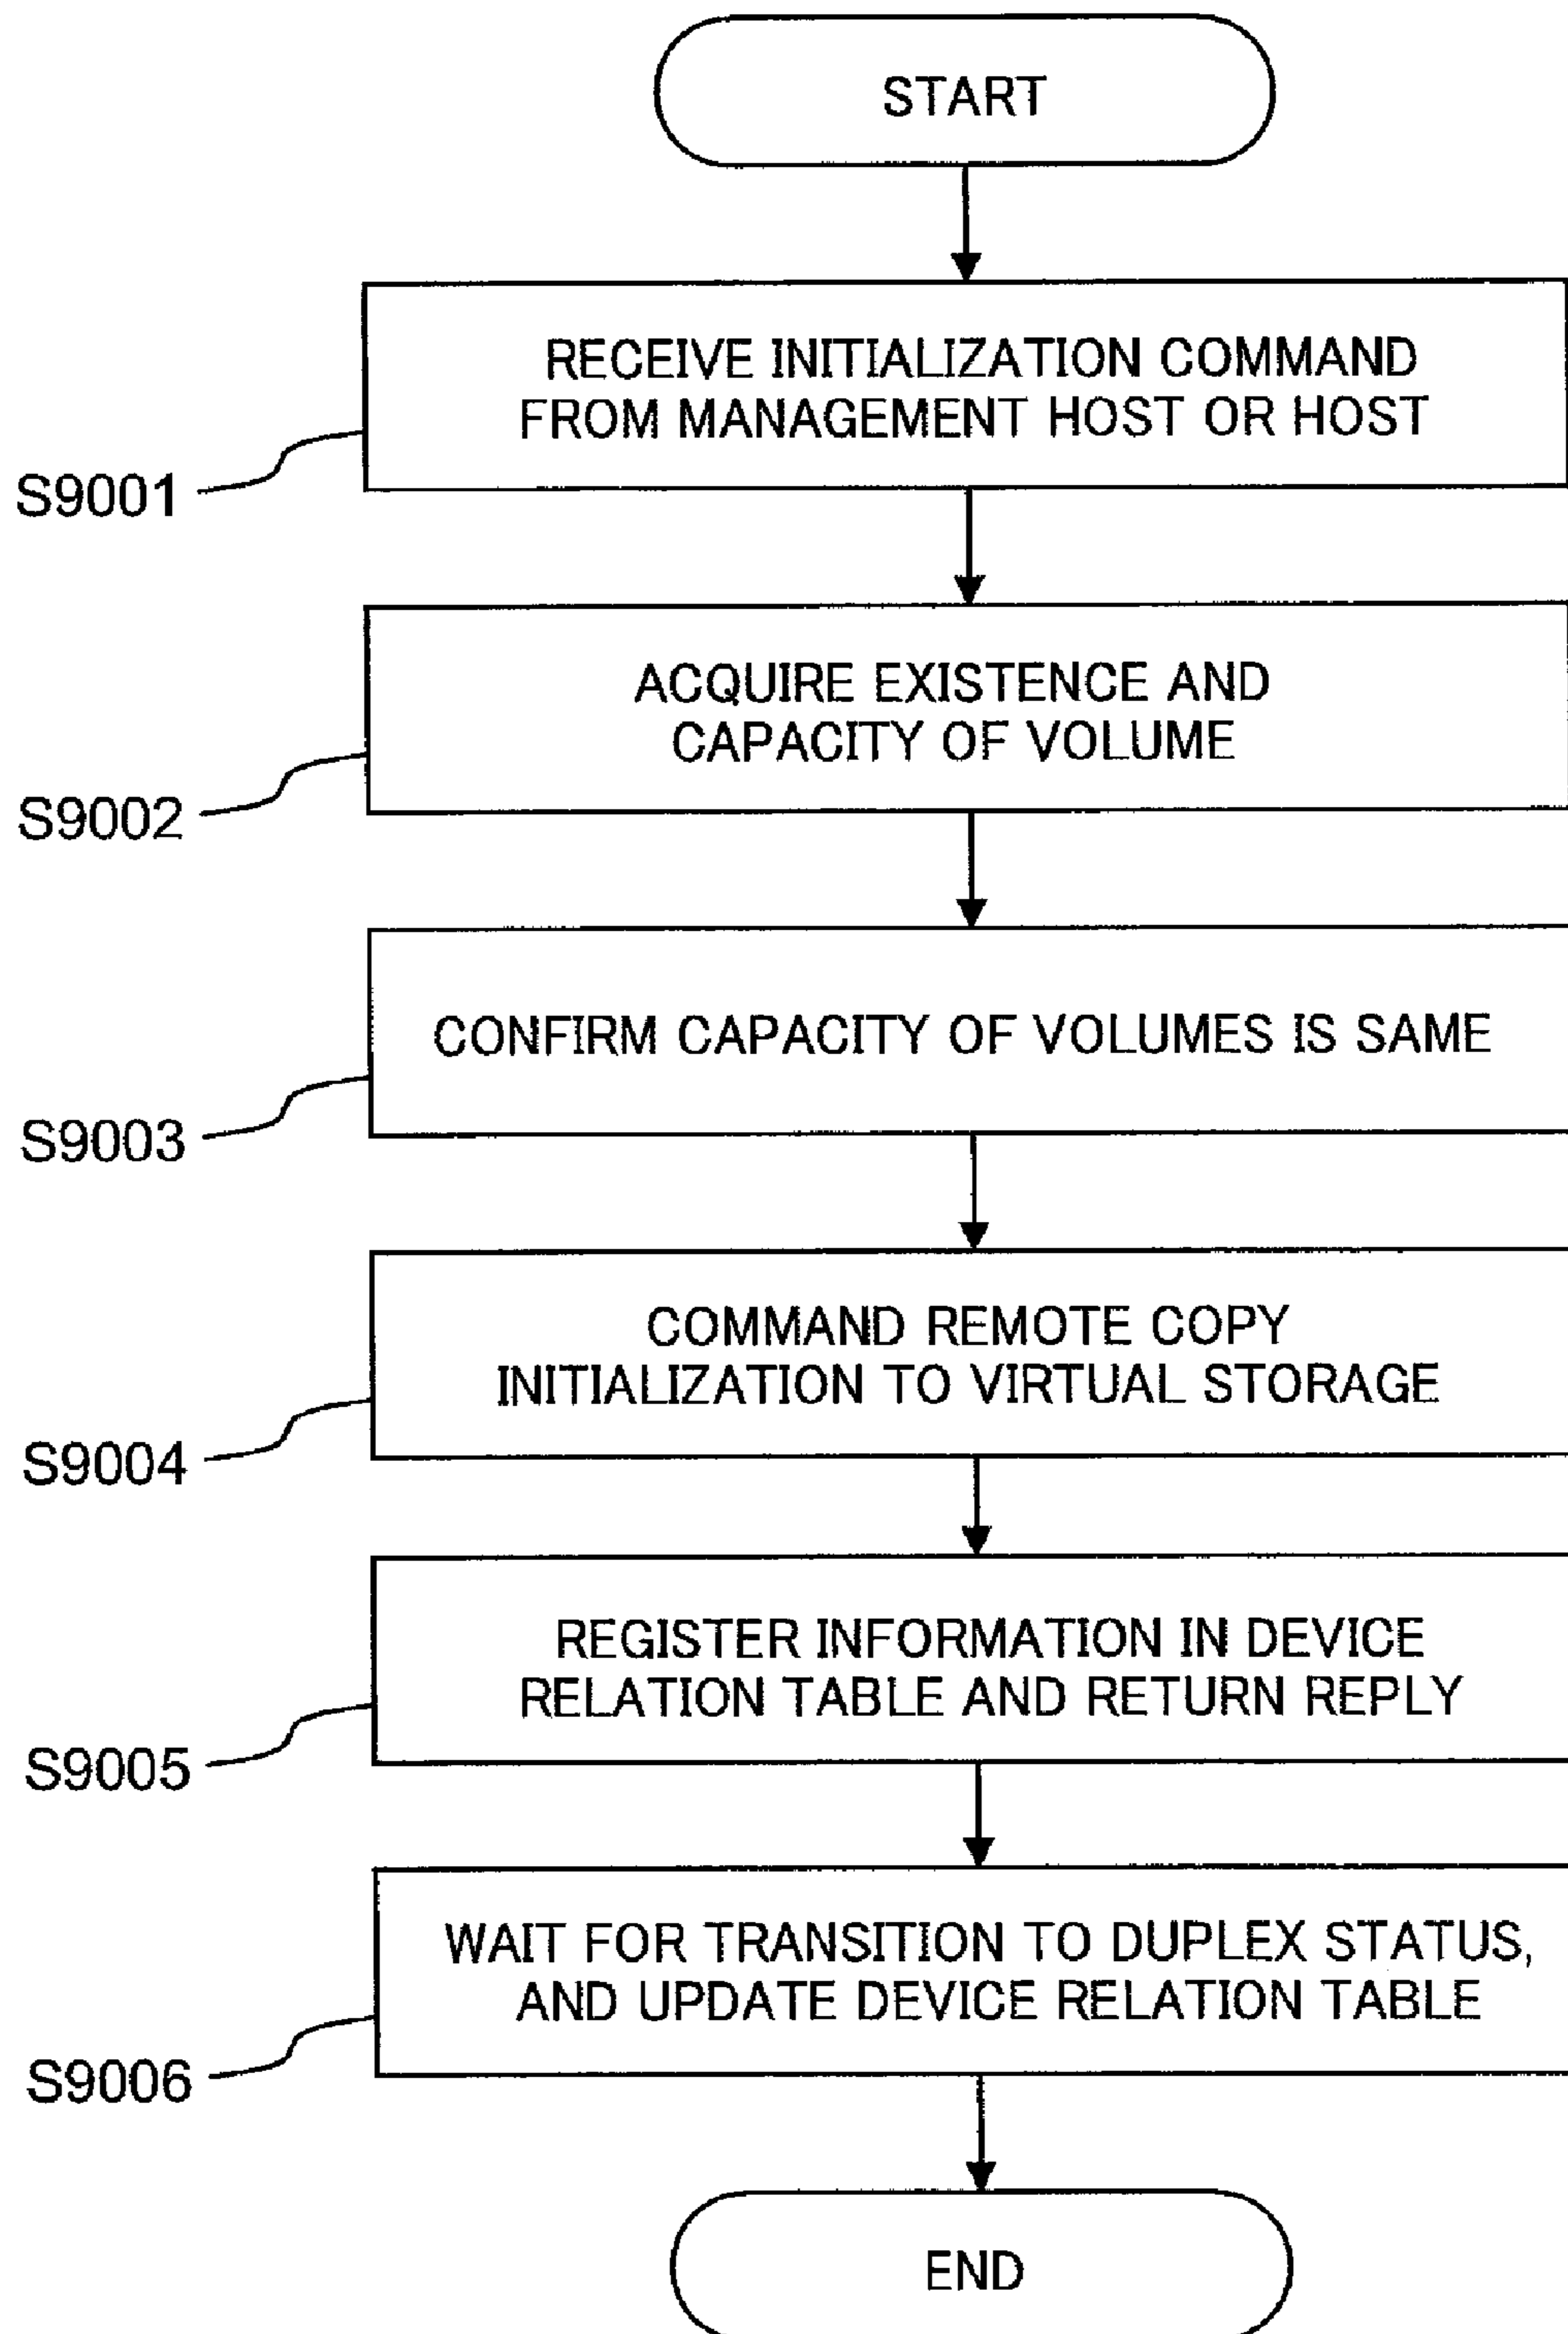 START
RECEIVE INITIALIZATION COMMAND
FROM MANAGEMENT HOST OR HOST
S9001
ACQUIRE EXISTENCE AND
CAPACITY OF VOLUME
S9002
CONFIRM CAPACITY OF VOLUMES IS SAME
S9003
COMMAND REMOTE COPY
INITIALIZATION TO VIRTUAL STORAGE
S9004
REGISTER INFORMATION IN DEVICE
RELATION TABLE AND RETURN REPLY
S9005
WAIT FOR TRANSITION TO DUPLEX STATUS,
AND UPDATE DEVICE RELATION TABLE
S9006
END